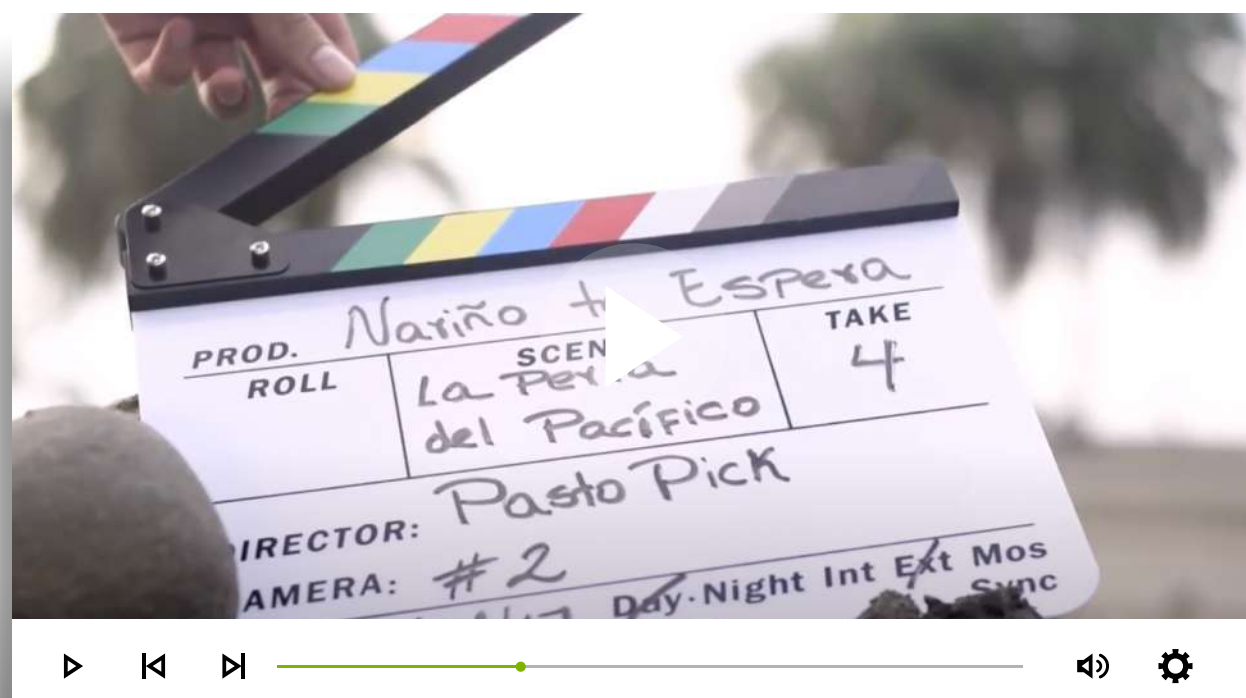 PROD. Nariño te Espera
ROLL
SCEN
TAKE
La Perla
4
del Pacífico
DIRECTOR: Pasto Pick
CAMERA: #2
Day·Night Int Ext Mos
Sync